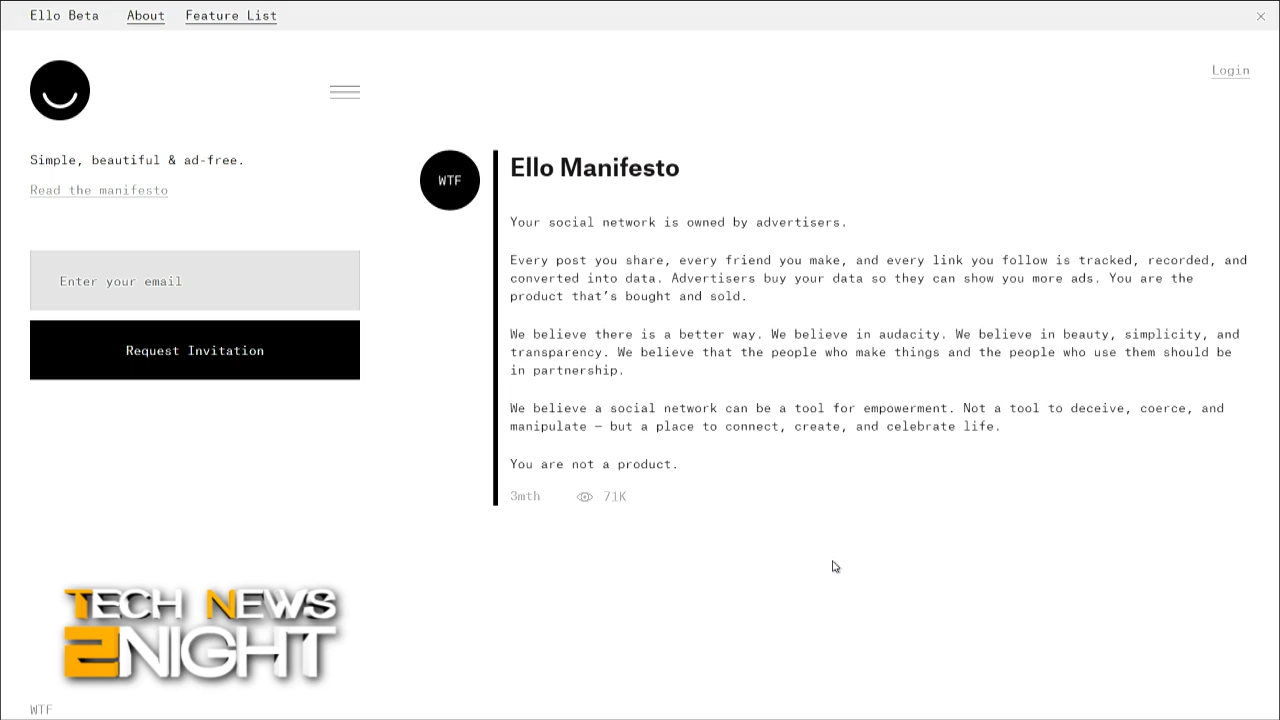 Ello Beta About Feature List
Login
Simple, beautiful & ad-free.
Read the manifesto
Enter your email
Request Invitation
WTF
Ello Manifesto
Your social network is owned by advertisers.
Every post you share, every friend you make, and every link you follow is tracked, recorded, and
converted into data. Advertisers buy your data so they can show you more ads. You are the
product that's bought and sold.
We believe there is a better way. We believe in audacity. We believe in beauty, simplicity, and
transparency. We believe that the people who make things and the people who use them should be
in partnership.
We believe a social network can be a tool for empowerment. Not a tool to deceive, coerce, and
manipulate — but a place to connect, create, and celebrate life.
You are not a product.
3mth 71K
TECH NEWS
2NIGHT
WTF